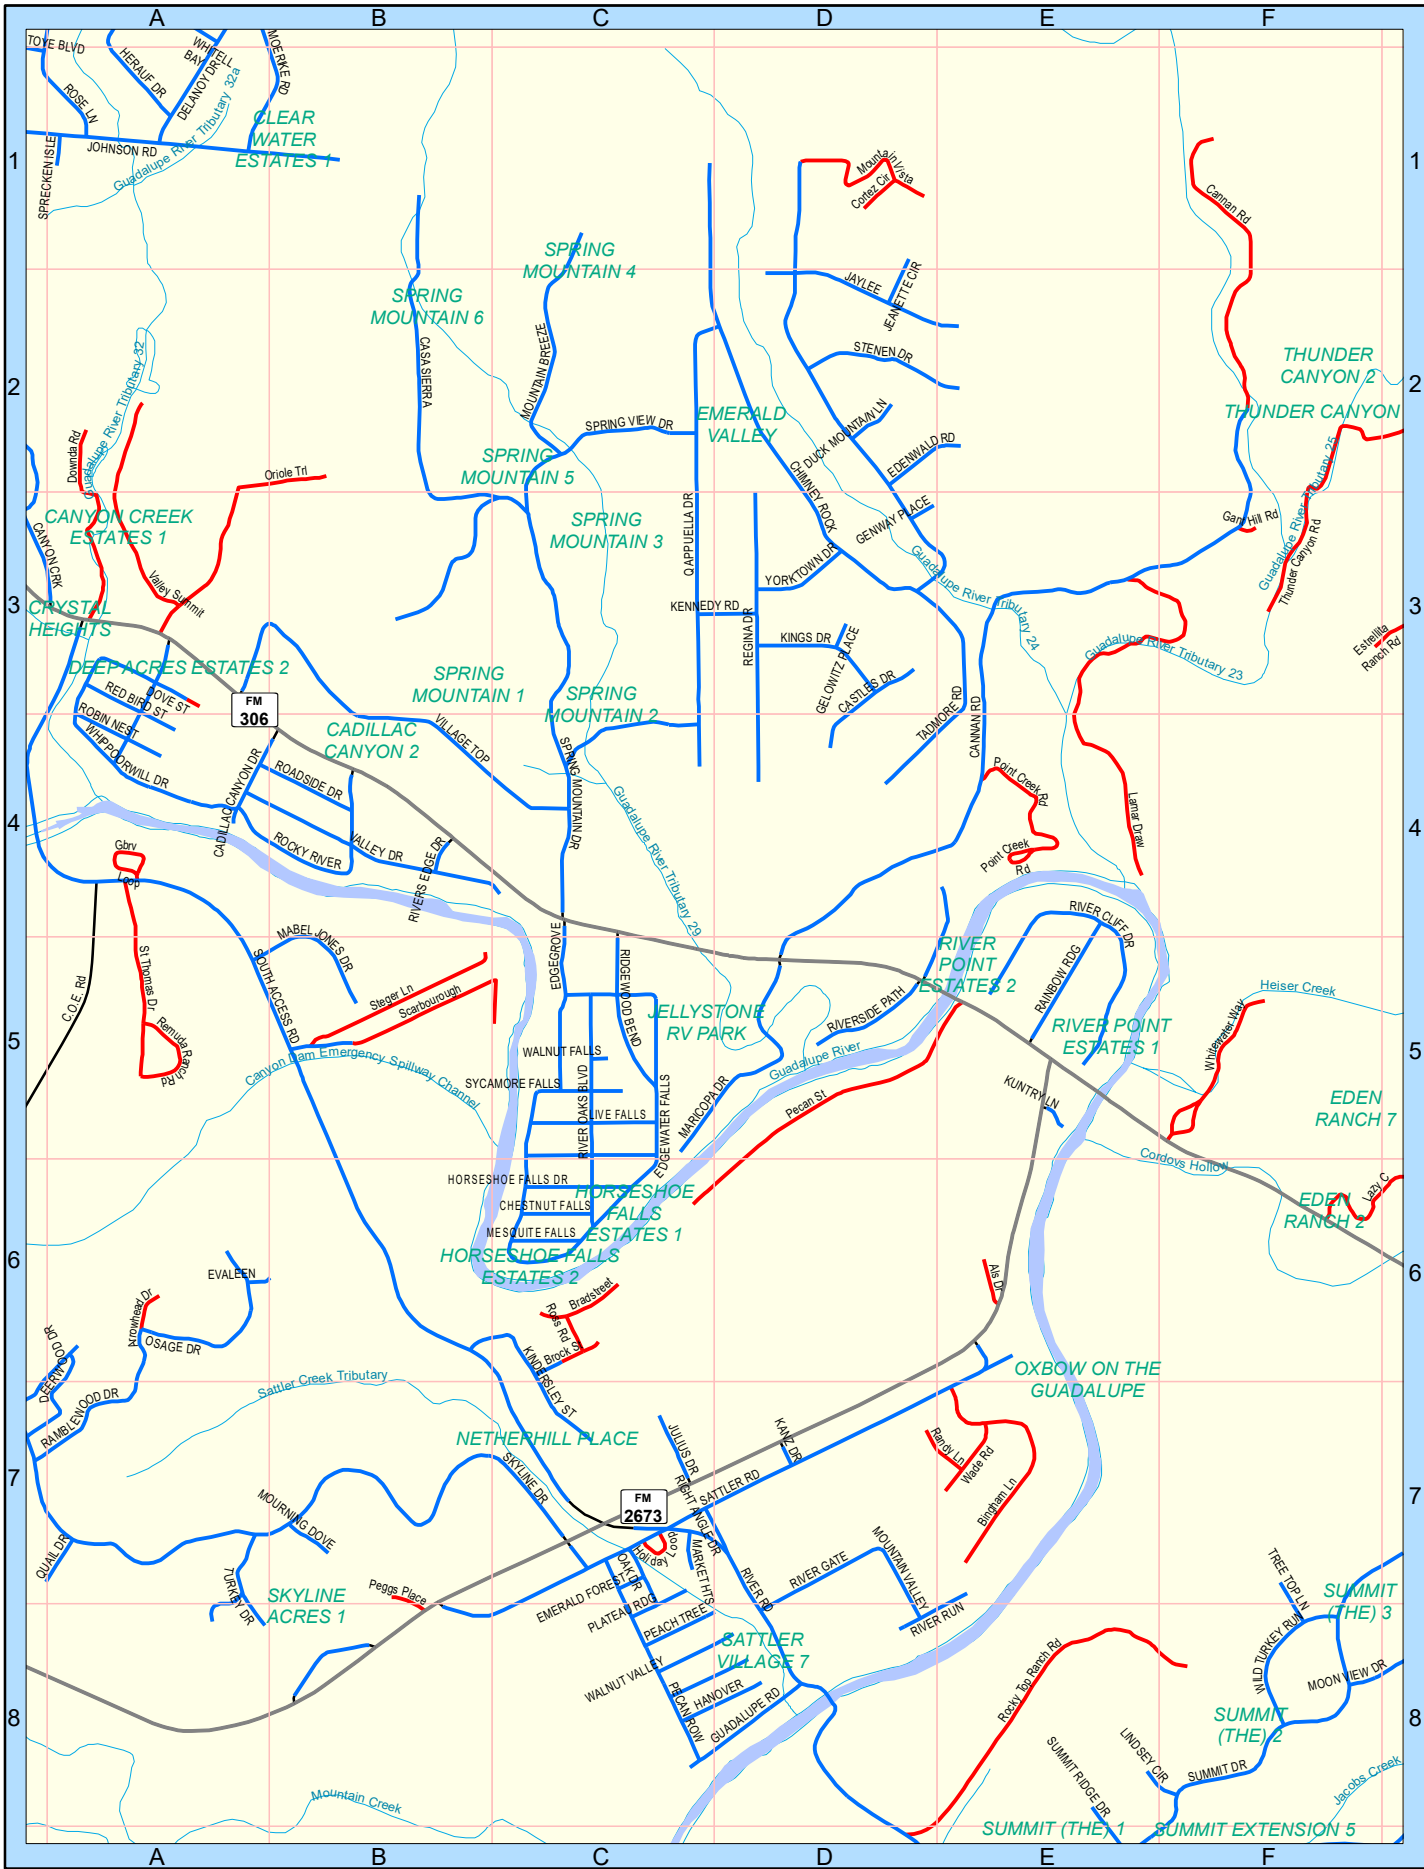 A
B
C
D
E
F
TOYE BLVD
HERAUF DR
WHITELL
BAY
DELANOY DR
MOERKE RD
ROSE LN
Guadalupe River Tributary 32a
CLEAR
WATER
ESTATES 1
SPRECKEN ISLE
JOHNSON RD
1
1
Mountain Vista
Cortez Cir
Cannan Rd
SPRING
MOUNTAIN 4
SPRING
MOUNTAIN 6
JAYLEE
JEANETTE CIR
STENEN DR
CASA SIERRA
MOUNTAIN BREEZE
Guadalupe River Tributary 32
THUNDER
CANYON 2
THUNDER CANYON
2
2
SPRING VIEW DR
EMERALD
VALLEY
DUCK MOUNTAIN LN
EDENWALD RD
CHIMNEY ROCK
GENWAY PLACE
Downda Rd
Oriole Trl
SPRING
MOUNTAIN 5
CANYON CREEK
ESTATES 1
SPRING
MOUNTAIN 3
QAPPUELLA DR
Gant Hill Rd
Guadalupe River Tributary 25
Thunder Canyon Rd
CANYON CRK
Valley Summit
YORKTOWN DR
Guadalupe River Tributary 24
3
3
CRYSTAL
HEIGHTS
KENNEDY RD
REGINA DR
KINGS DR
GELOWITZ PLACE
CASTLES DR
Guadalupe River Tributary 23
Estrellita
Ranch Rd
DEEP ACRES ESTATES 2
DOVE ST
RED BIRD ST
ROBIN NEST
WHIPPOORWILL DR
FM
306
SPRING
MOUNTAIN 1
SPRING
MOUNTAIN 2
TADMORE RD
CANNAN RD
CADILLAC
CANYON 2
VILLAGE TOP
SPRING MOUNTAIN DR
CADILLAC CANYON DR
ROADSIDE DR
ROCKY RIVER
VALLEY DR
RIVERS EDGE DR
Guadalupe River Tributary 29
Point Creek Rd
Point Creek
Rd
Lamar Draw
4
4
Gbrv
Loop
MABEL JONES DR
SOUTH ACCESS RD
C.O.E. Rd
St Thomas Dr
Remuda Ranch
Rd
Steger Ln
Scarbourough
EDGEGROVE
RIDGEWOOD BEND
JELLYSTONE
RV PARK
RIVER
POINT
ESTATES 2
RIVER CLIFF DR
RAINBOW RDG
RIVER POINT
ESTATES 1
Heiser Creek
Whitewater Way
RIVERSIDE PATH
Guadalupe River
5
5
Canyon Dam Emergency Spillway Channel
WALNUT FALLS
SYCAMORE FALLS
RIVER OAKS BLVD
LIVE FALLS
EDGEWATER FALLS
MARICOPA DR
Pecan St
KUNTRY LN
EDEN
RANCH 7
Cordovs Hollow
HORSESHOE FALLS DR
CHESTNUT FALLS
MESQUITE FALLS
HORSESHOE
FALLS
ESTATES 1
HORSESHOE FALLS
ESTATES 2
EDEN
RANCH 2
Lazy C
6
6
EVALEEN
Arrowhead Dr
OSAGE DR
DEERWOOD DR
RAMBLEWOOD DR
Sattler Creek Tributary
Bradstreet
Ross Rd
Brock St
KINDERSLEY ST
Als Dr
OXBOW ON THE
GUADALUPE
NETHERHILL PLACE
JULIUS DR
KANZ DR
Randy Ln
Wade Rd
Bingham Ln
7
7
SKYLINE DR
FM
2673
RIGHT ANGLE DR
SATTLER RD
MOURNING DOVE
QUAIL DR
TURKEY DR
SKYLINE
ACRES 1
Peggs Place
Holiday Loop
OAK DR
MARKET HTS
EMERALD FOREST
PLATEAU RDG
PEACH TREE
RIVER RD
RIVER GATE
MOUNTAIN VALLEY
RIVER RUN
TREE TOP LN
SUMMIT
(THE) 3
WILD TURKEY RUN
MOON VIEW DR
SATTLER
VILLAGE 7
WALNUT VALLEY
PECAN ROW
HANOVER
GUADALUPE RD
Rocky Top Ranch Rd
8
8
SUMMIT
(THE) 2
LINDSEY CIR
SUMMIT DR
SUMMIT RIDGE DR
Jacobs Creek
Mountain Creek
SUMMIT (THE) 1
SUMMIT EXTENSION 5
A
B
C
D
E
F